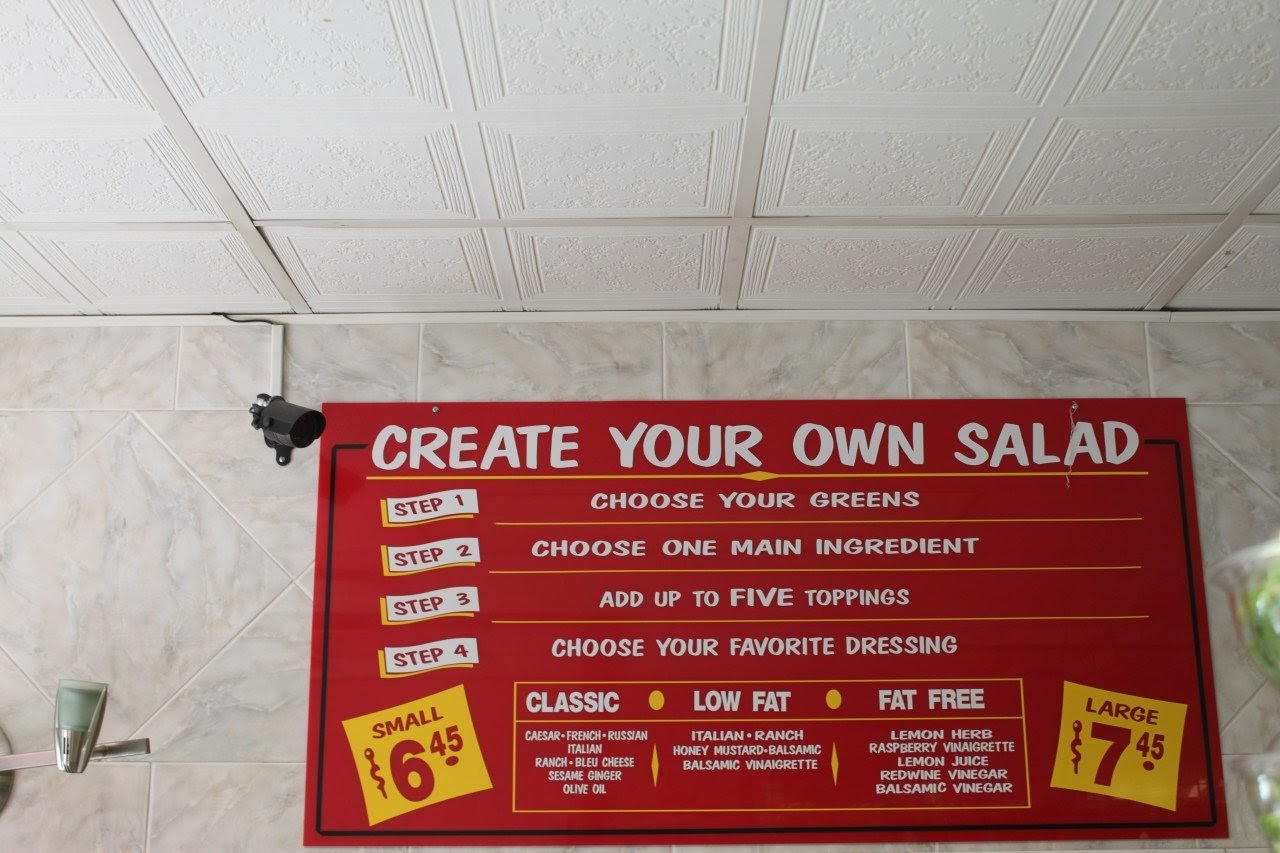 CREATE YOUR OWN SALAD
STEP 1 CHOOSE YOUR GREENS
STEP 2 CHOOSE ONE MAIN INGREDIENT
STEP 3 ADD UP TO FIVE TOPPINGS
STEP 4 CHOOSE YOUR FAVORITE DRESSING
SMALL
$6.45
CLASSIC
CAESAR • FRENCH • RUSSIAN
ITALIAN
RANCH • BLEU CHEESE
SESAME GINGER
OLIVE OIL
LOW FAT
ITALIAN • RANCH
HONEY MUSTARD • BALSAMIC
BALSAMIC VINAIGRETTE
FAT FREE
LEMON HERB
RASPBERRY VINAIGRETTE
LEMON JUICE
REDWINE VINEGAR
BALSAMIC VINEGAR
LARGE
$7.45